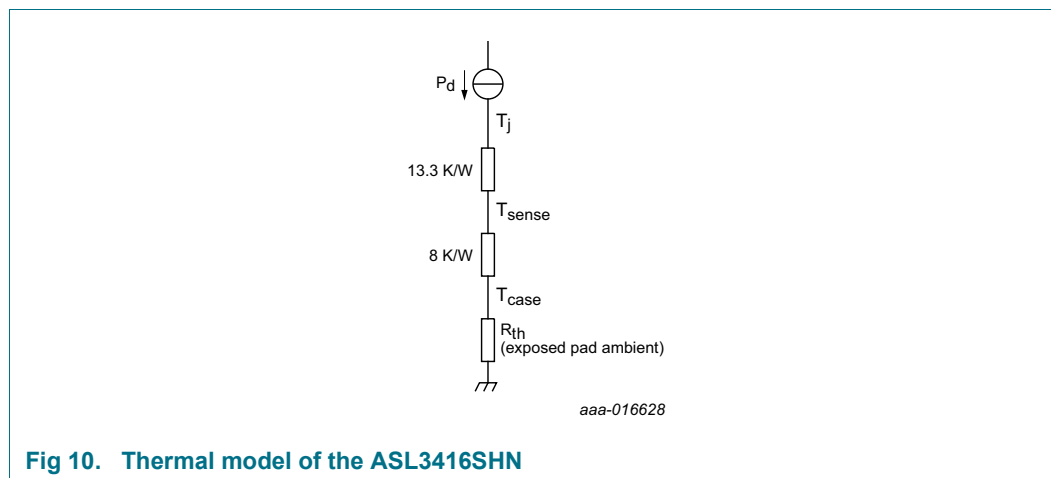 Pd
Tj
13.3 K/W
Tsense
8 K/W
Tcase
Rth
(exposed pad ambient)
aaa-016628
Fig 10. Thermal model of the ASL3416SHN